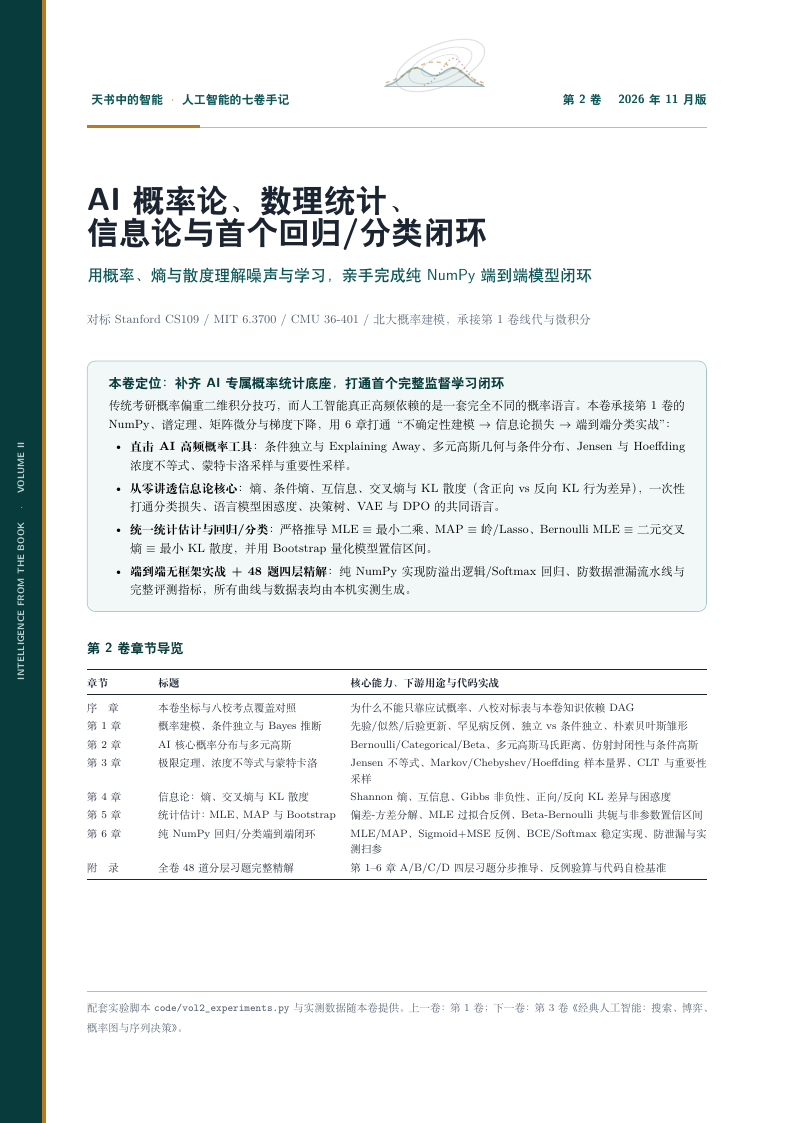 天书中的智能 · 人工智能的七卷手记
第 2 卷 2026 年 11 月版
AI 概率论、数理统计、
信息论与首个回归/分类闭环
用概率、熵与散度理解噪声与学习，亲手完成纯 NumPy 端到端模型闭环
对标 Stanford CS109 / MIT 6.3700 / CMU 36-401 / 北大概率建模，承接第 1 卷线代与微积分
本卷定位：补齐 AI 专属概率统计底座，打通首个完整监督学习闭环
传统考研概率偏重二维积分技巧，而人工智能真正高频依赖的是一套完全不同的概率语言。本卷承接第 1 卷的
NumPy、谱定理、矩阵微分与梯度下降，用 6 章打通“不确定性建模 → 信息论损失 → 端到端分类实战”：
• 直击 AI 高频概率工具：条件独立与 Explaining Away、多元高斯几何与条件分布、Jensen 与 Hoeffding
浓度不等式、蒙特卡洛采样与重要性采样。
• 从零讲透信息论核心：熵、条件熵、互信息、交叉熵与 KL 散度（含正向 vs 反向 KL 行为差异），一次性
打通分类损失、语言模型困惑度、决策树、VAE 与 DPO 的共同语言。
• 统一统计估计与回归/分类：严格推导 MLE ≡ 最小二乘、MAP ≡ 岭/Lasso、Bernoulli MLE ≡ 二元交叉
熵 ≡ 最小 KL 散度，并用 Bootstrap 量化模型置信区间。
• 端到端无框架实战 + 48 题四层精解：纯 NumPy 实现防溢出逻辑/Softmax 回归、防数据泄漏流水线与
完整评测指标，所有曲线与数据表均由本机实测生成。
第 2 卷章节导览
章节 标题 核心能力、下游用途与代码实战
序 章 本卷坐标与八校考点覆盖对照 为什么不能只靠应试概率、八校对标表与本卷知识依赖 DAG
第 1 章 概率建模、条件独立与 Bayes 推断 先验/似然/后验更新、罕见病反例、独立 vs 条件独立、朴素贝叶斯雏形
第 2 章 AI 核心概率分布与多元高斯 Bernoulli/Categorical/Beta、多元高斯马氏距离、仿射封闭性与条件高斯
第 3 章 极限定理、浓度不等式与蒙特卡洛 Jensen 不等式、Markov/Chebyshev/Hoeffding 样本量界、CLT 与重要性
采样
第 4 章 信息论：熵、交叉熵与 KL 散度 Shannon 熵、互信息、Gibbs 非负性、正向/反向 KL 差异与困惑度
第 5 章 统计估计：MLE、MAP 与 Bootstrap 偏差-方差分解、MLE 过拟合反例、Beta-Bernoulli 共轭与非参数置信区间
第 6 章 纯 NumPy 回归/分类端到端闭环 MLE/MAP、Sigmoid+MSE 反例、BCE/Softmax 稳定实现、防泄漏与实
测扫参
附 录 全卷 48 道分层习题完整精解 第 1–6 章 A/B/C/D 四层习题分步推导、反例验算与代码自检基准
配套实验脚本 code/vol2_experiments.py 与实测数据随本卷提供。上一卷：第 1 卷；下一卷：第 3 卷《经典人工智能：搜索、博弈、
概率图与序列决策》。
INTELLIGENCE FROM THE BOOK · VOLUME II